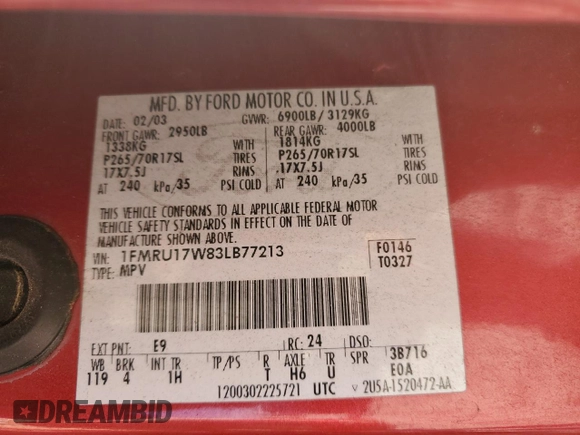 MFD. BY FORD MOTOR CO. IN U.S.A.
DATE: 02/03 GVWR: 6900LB/ 3129KG
FRONT GAWR: 2950LB REAR GAWR: 4000LB
1338KG WITH 1814KG WITH
P265/70R17SL TIRES P265/70R17SL TIRES
17X7.5J RIMS .17X7.5J RIMS
AT 240 kPa/35 PSI COLD AT 240 kPa/35 PSI COLD
THIS VEHICLE CONFORMS TO ALL APPLICABLE FEDERAL MOTOR
VEHICLE SAFETY STANDARDS IN EFFECT ON THE DATE OF
MANUFACTURE SHOWN ABOVE.
VIN: 1FMRU17W83LB77213 F0146
TYPE: MPV T0327
EXT PNT: E9 RC: 24 DSO:
WB BRK INT TR TP/PS R AXLE TR SPR 3B716
119 4 1H T H6 U E0A
1200302225721 UTC V 2U5A-1520472-AA
DREAMBID